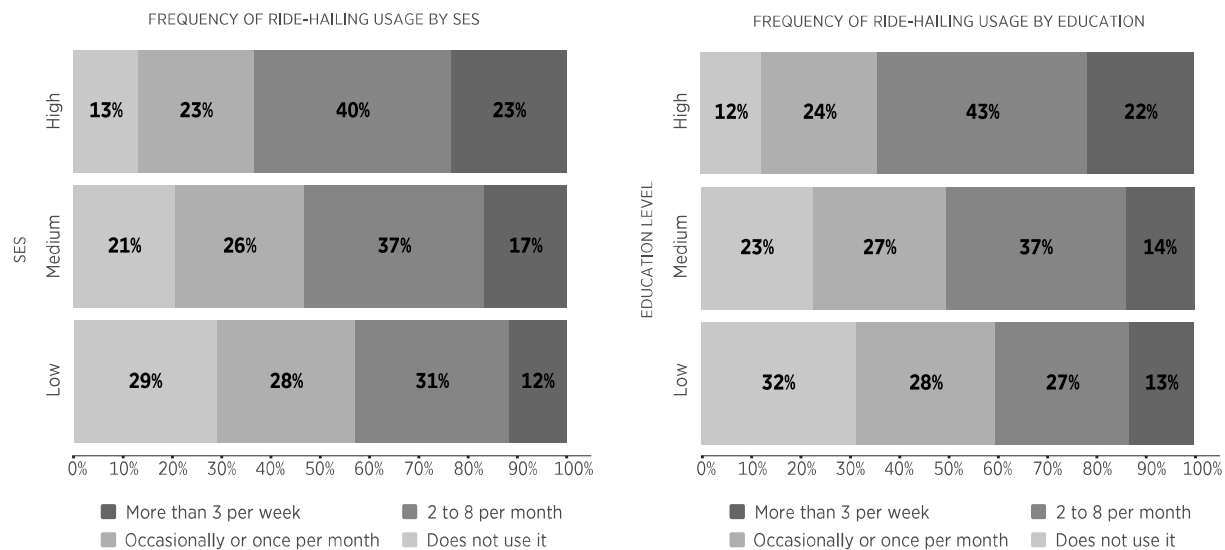 FREQUENCY OF RIDE-HAILING USAGE BY SES
SES
High
13% 23% 40% 23%
Medium
21% 26% 37% 17%
Low
29% 28% 31% 12%
0% 10% 20% 30% 40% 50% 60% 70% 80% 90% 100%
More than 3 per week 2 to 8 per month
Occasionally or once per month Does not use it
FREQUENCY OF RIDE-HAILING USAGE BY EDUCATION
EDUCATION LEVEL
High
12% 24% 43% 22%
Medium
23% 27% 37% 14%
Low
32% 28% 27% 13%
0% 10% 20% 30% 40% 50% 60% 70% 80% 90% 100%
More than 3 per week 2 to 8 per month
Occasionally or once per month Does not use it